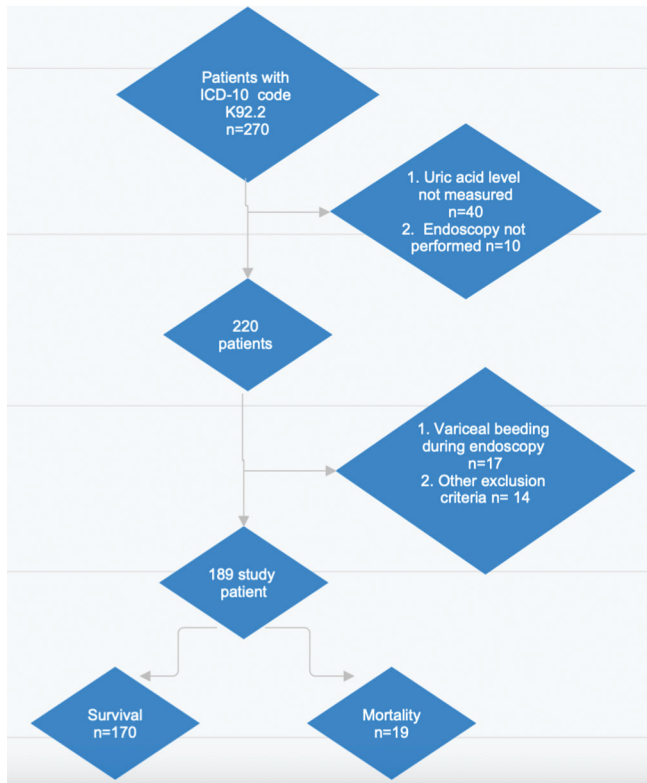 Patients with
ICD-10 code
K92.2
n=270
1. Uric acid level
not measured
n=40
2. Endoscopy not
performed n=10
220
patients
1. Variceal beeding
during endoscopy
n=17
2. Other exclusion
criteria n= 14
189 study
patient
Survival
n=170
Mortality
n=19